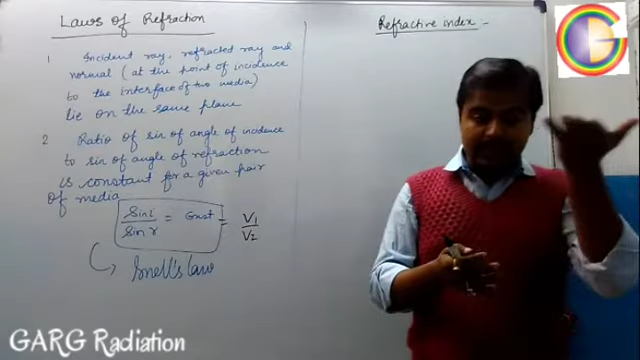 Laws of Refraction
1 Incident ray, refracted ray and
normal (at the point of incidence
to the interface of two media)
lie on the same plane
2 Ratio of sin of angle of incidence
to sin of angle of refraction
is constant for a given pair
of media
Sin i / Sin r = Const = V1 / V2
Snell's law
Refractive index :-
GARG
GARG Radiation